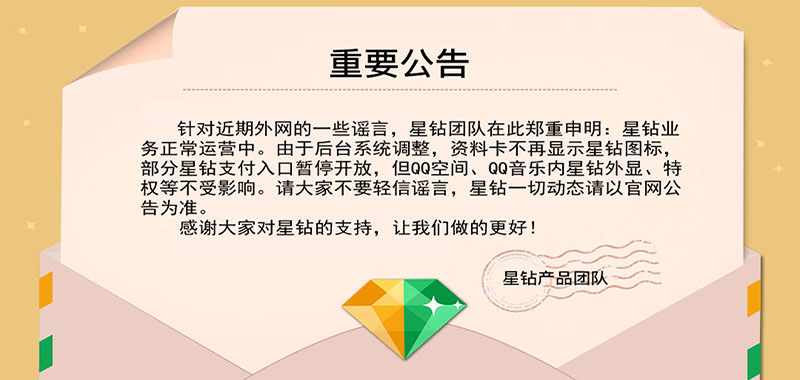 重要公告
针对近期外网的一些谣言，星钻团队在此郑重申明：星钻业
务正常运营中。由于后台系统调整，资料卡不再显示星钻图标，
部分星钻支付入口暂停开放，但QQ空间、QQ音乐内星钻外显、特
权等不受影响。请大家不要轻信谣言，星钻一切动态请以官网公
告为准。
感谢大家对星钻的支持，让我们做的更好！
星钻产品团队